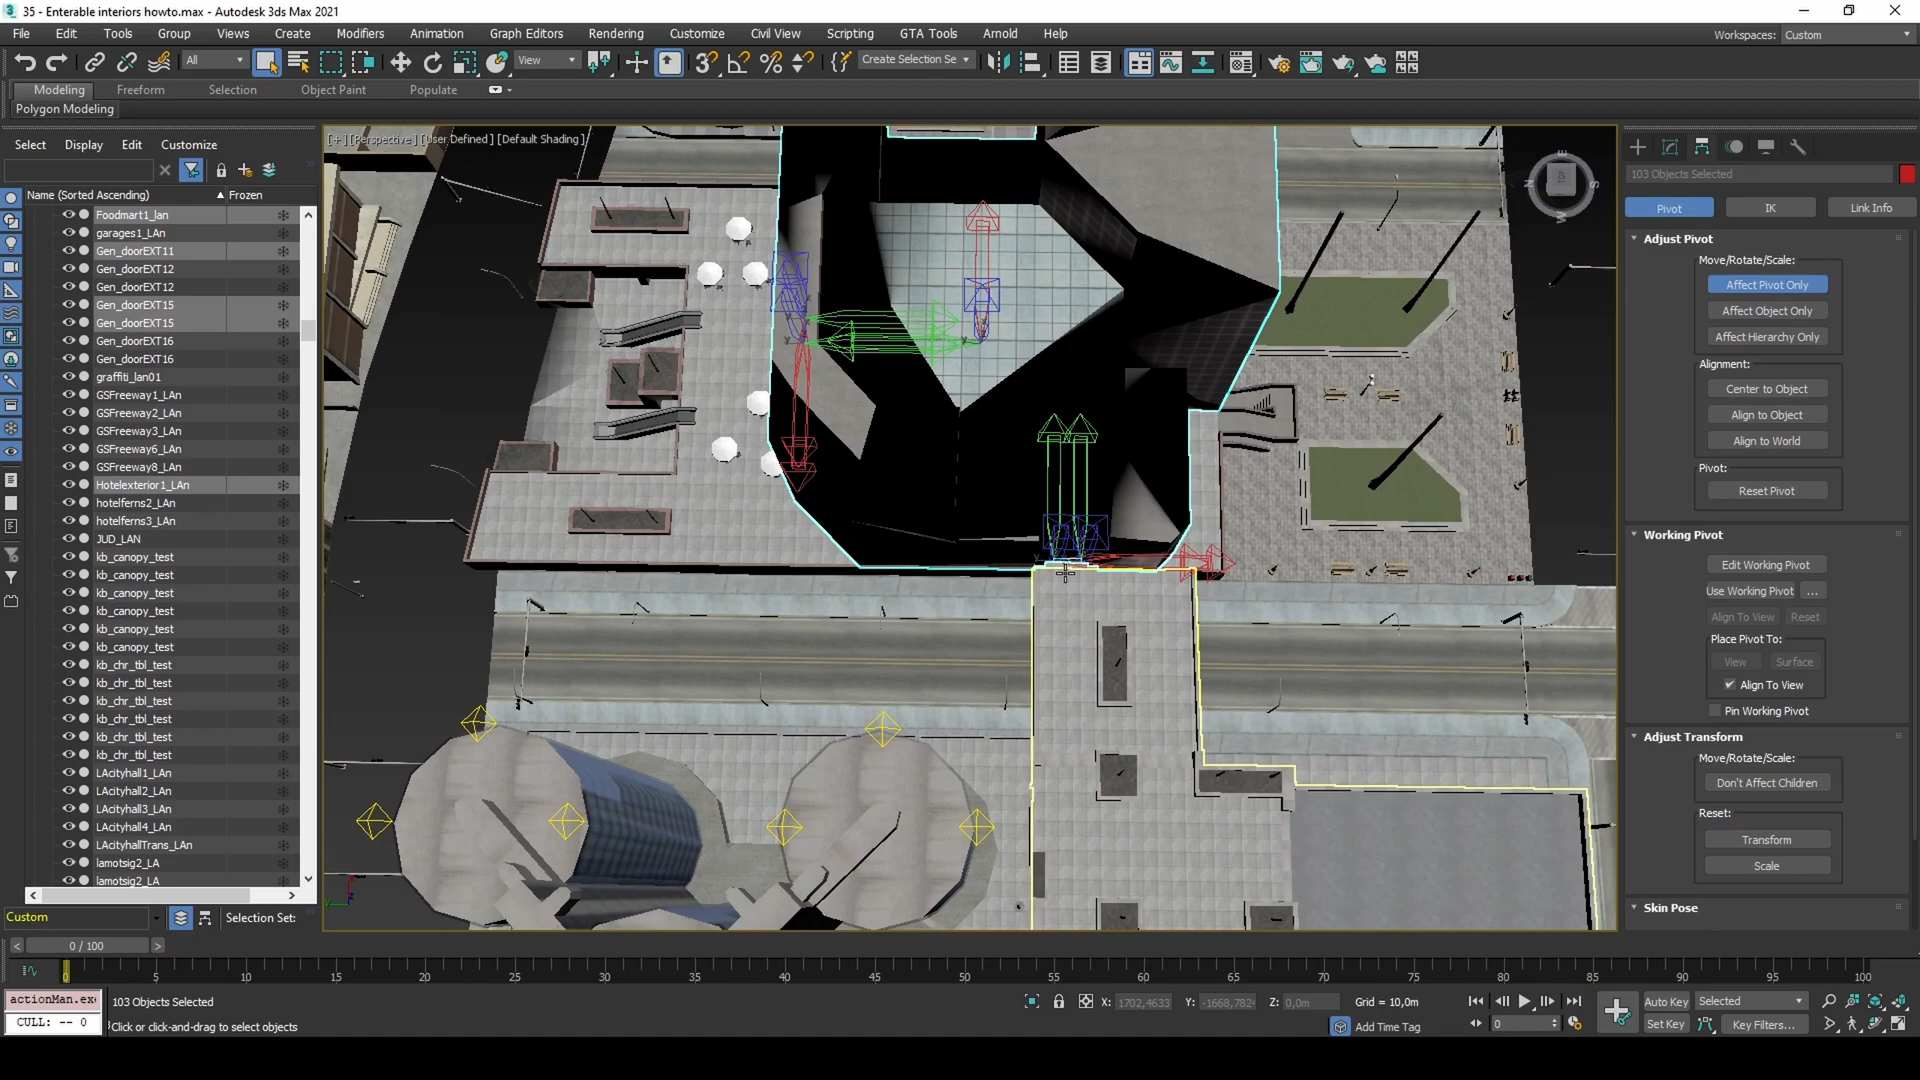 35 - Enterable interiors howto.max - Autodesk 3ds Max 2021
File Edit Tools Group Views Create Modifiers Animation Graph Editors Rendering Customize Civil View Scripting GTA Tools Arnold Help
Workspaces: Custom
All View Create Selection Se
Modeling Freeform Selection Object Paint Populate
Polygon Modeling
Select Display Edit Customize
Name (Sorted Ascending) Frozen
Foodmart1_lan
garages1_LAn
Gen_doorEXT11
Gen_doorEXT12
Gen_doorEXT12
Gen_doorEXT15
Gen_doorEXT15
Gen_doorEXT16
Gen_doorEXT16
graffiti_lan01
GSFreeway1_LAn
GSFreeway2_LAn
GSFreeway3_LAn
GSFreeway6_LAn
GSFreeway8_LAn
Hotelexterior1_LAn
hotelferns2_LAn
hotelferns3_LAn
JUD_LAN
kb_canopy_test
kb_canopy_test
kb_canopy_test
kb_canopy_test
kb_canopy_test
kb_canopy_test
kb_chr_tbl_test
kb_chr_tbl_test
kb_chr_tbl_test
kb_chr_tbl_test
kb_chr_tbl_test
kb_chr_tbl_test
LAcityhall1_LAn
LAcityhall2_LAn
LAcityhall3_LAn
LAcityhall4_LAn
LAcityhallTrans_LAn
lamotsig2_LA
lamotsig2_LA
Custom
Selection Set:
[+] [Perspective] [User Defined] [Default Shading]
TOP
E
N
S
W
103 Objects Selected
Pivot IK Link Info
Adjust Pivot
Move/Rotate/Scale:
Affect Pivot Only
Affect Object Only
Affect Hierarchy Only
Alignment:
Center to Object
Align to Object
Align to World
Pivot:
Reset Pivot
Working Pivot
Edit Working Pivot
Use Working Pivot ...
Align To View Reset
Place Pivot To:
View Surface
Align To View
Pin Working Pivot
Adjust Transform
Move/Rotate/Scale:
Don't Affect Children
Reset:
Transform
Scale
Skin Pose
< 0 / 100 >
0 5 10 15 20 25 30 35 40 45 50 55 60 65 70 75 80 85 90 95 100
actionMan.exe
CULL: -- 0
103 Objects Selected
Click or click-and-drag to select objects
X: 1702,4633 Y: -1668,782 Z: 0,0m Grid = 10,0m
Add Time Tag
0
Auto Key Selected
Set Key Key Filters...